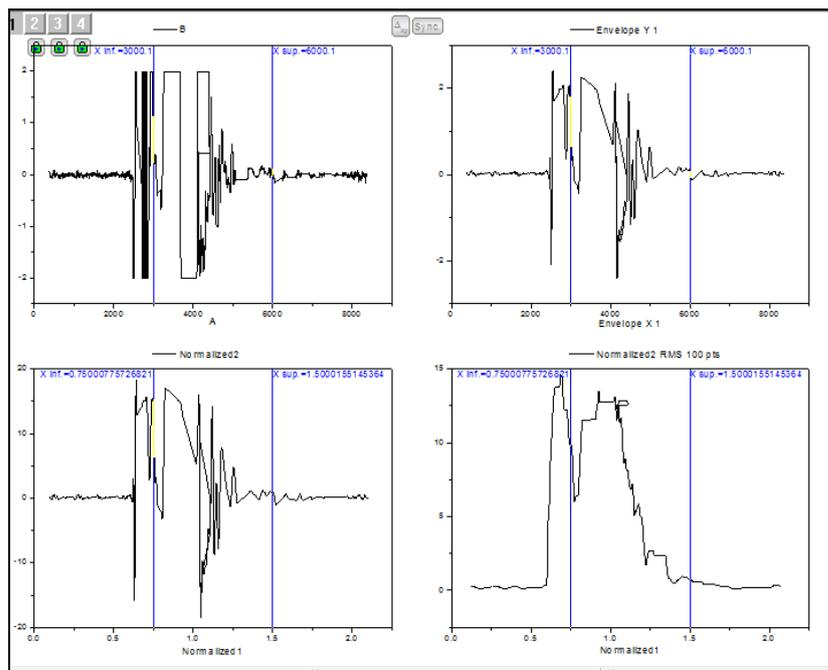 1 2 3 4
B
Δxy Sync.
X inf.=3000.1
X sup.=6000.1
2
1
0
-1
-2
0 2000 4000 6000 8000
A
Envelope Y 1
X inf.=3000.1
X sup.=6000.1
2
0
-2
0 2000 4000 6000 8000
Envelope X 1
Normalized2
X inf.=0.75000775726821
X sup.=1.5000155145364
20
10
0
-10
-20
0.0 0.5 1.0 1.5 2.0
Normalized1
Normalized2 RMS 100 pts
X inf.=0.75000775726821
X sup.=1.5000155145364
15
10
5
0
0.0 0.5 1.0 1.5 2.0
Normalized1